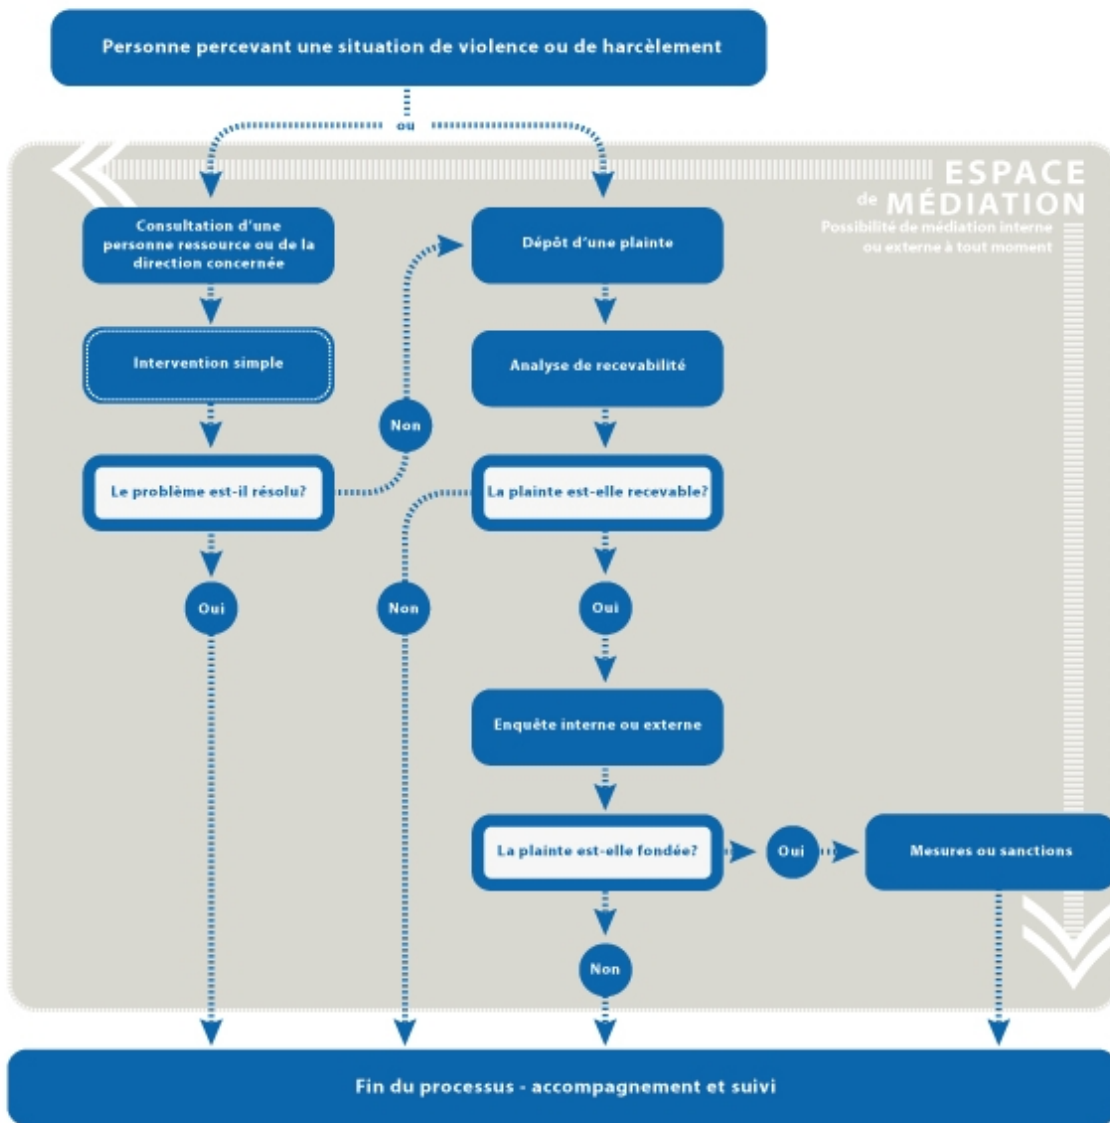 Personne percevant une situation de violence ou de harcèlement
ou
ESPACE
de MÉDIATION
Possibilité de médiation interne
ou externe à tout moment
Consultation d'une
personne ressource ou de la
direction concernée
Dépôt d'une plainte
Intervention simple
Analyse de recevabilité
Non
Le problème est-il résolu?
La plainte est-elle recevable?
Oui
Non
Oui
Enquête interne ou externe
La plainte est-elle fondée?
Oui
Mesures ou sanctions
Non
Fin du processus - accompagnement et suivi